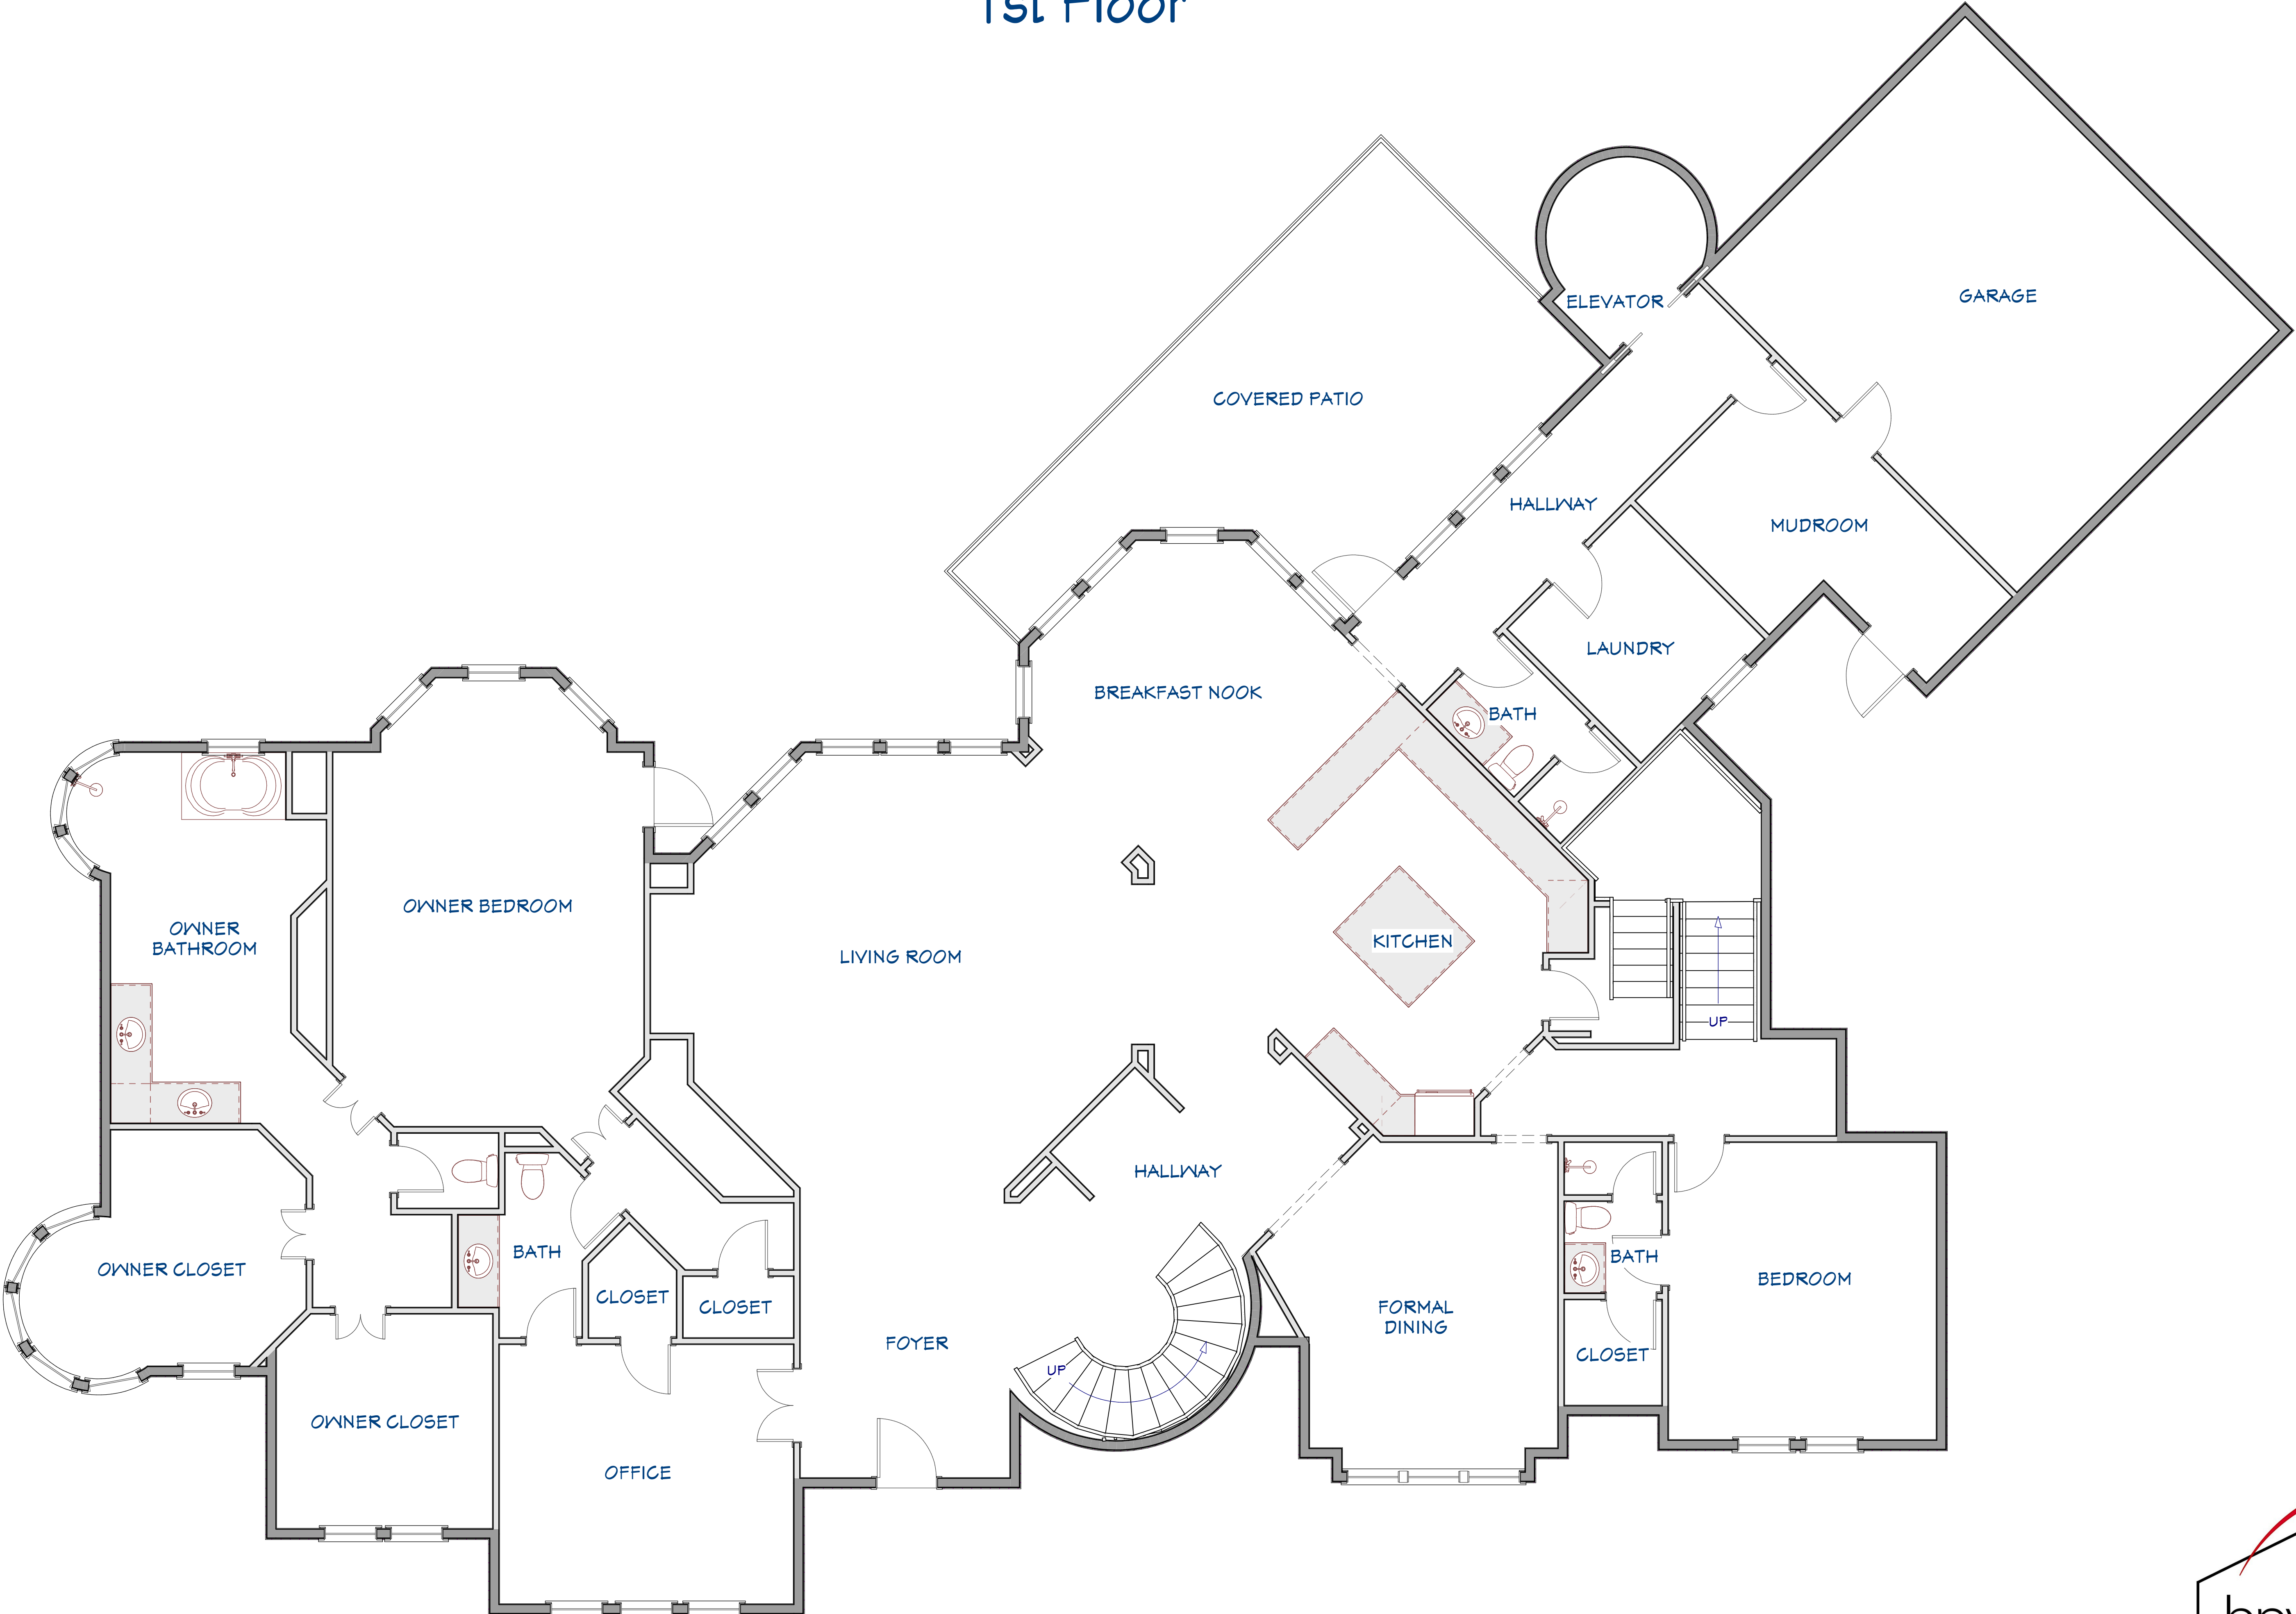 1st Floor
GARAGE
ELEVATOR
COVERED PATIO
HALLWAY
MUDROOM
LAUNDRY
BREAKFAST NOOK
BATH
OWNER BEDROOM
OWNER
BATHROOM
LIVING ROOM
KITCHEN
UP
HALLWAY
BATH
BATH
OWNER CLOSET
BEDROOM
CLOSET
CLOSET
FORMAL
DINING
FOYER
CLOSET
UP
OWNER CLOSET
OFFICE